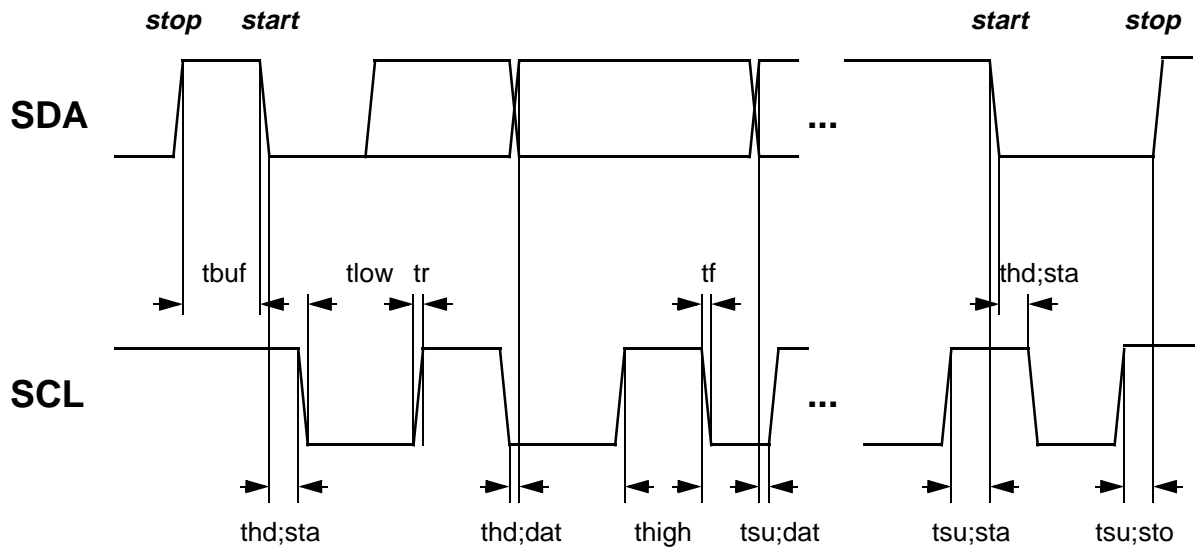 stop start start stop
SDA ...
tbuf tlow tr tf thd;sta
SCL ...
thd;sta thd;dat thigh tsu;dat tsu;sta tsu;sto